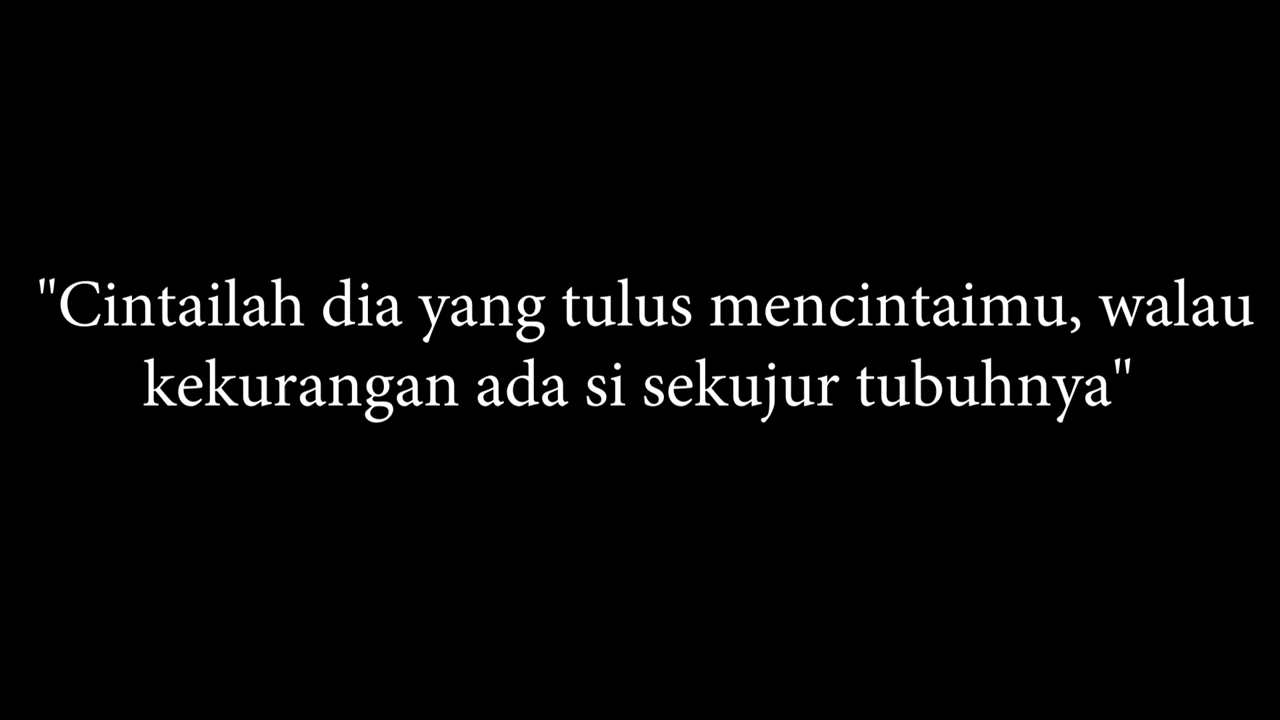 "Cintailah dia yang tulus mencintaimu, walau
kekurangan ada si sekujur tubuhnya"